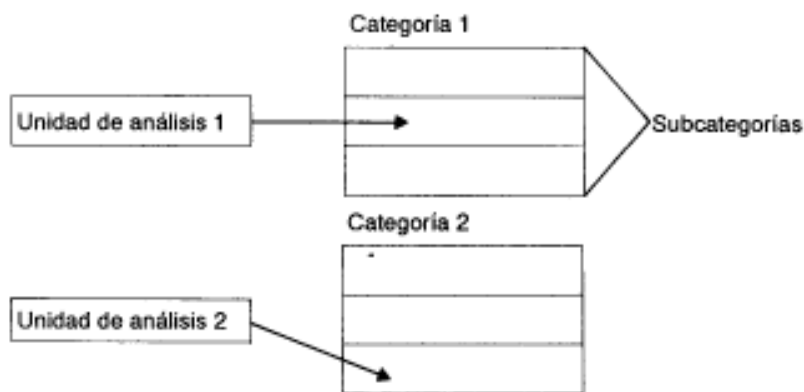 Categoría 1
Unidad de análisis 1
Subcategorías
Categoría 2
Unidad de análisis 2